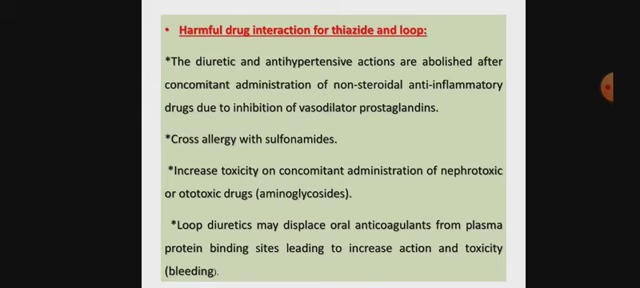 • Harmful drug interaction for thiazide and loop:
*The diuretic and antihypertensive actions are abolished after
concomitant administration of non-steroidal anti-inflammatory
drugs due to inhibition of vasodilator prostaglandins.
*Cross allergy with sulfonamides.
*Increase toxicity on concomitant administration of nephrotoxic
or ototoxic drugs (aminoglycosides).
*Loop diuretics may displace oral anticoagulants from plasma
protein binding sites leading to increase action and toxicity
(bleeding).